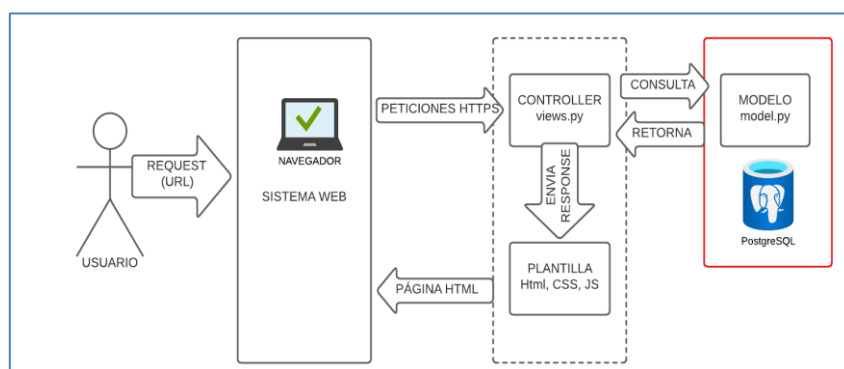 REQUEST
(URL)
USUARIO
NAVEGADOR
SISTEMA WEB
PETICIONES HTTPS
PÁGINA HTML
CONTROLLER
views.py
ENVIA
RESPONSE
PLANTILLA
Html, CSS, JS
CONSULTA
RETORNA
MODELO
model.py
PostgreSQL